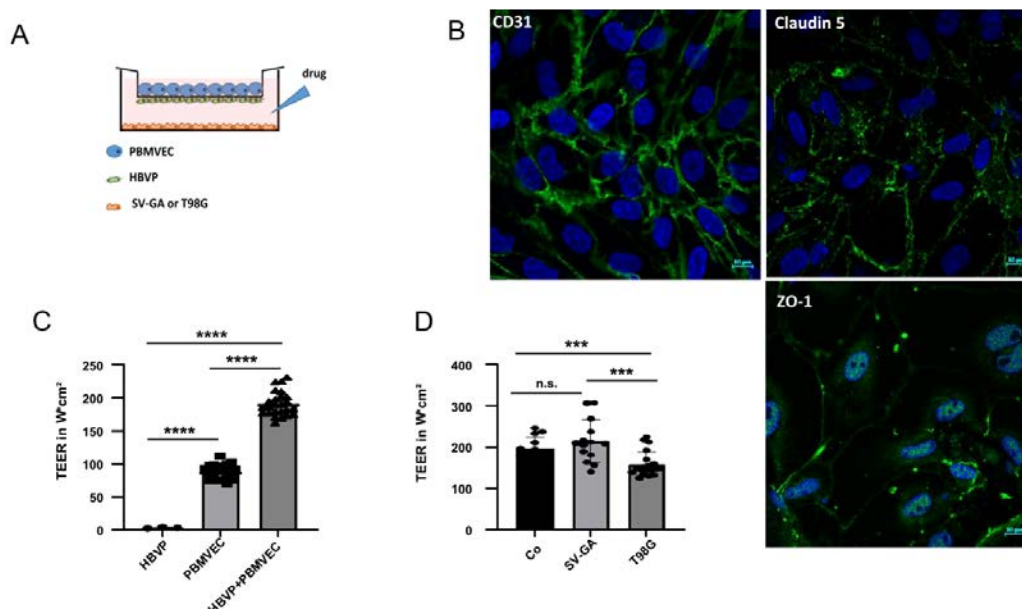 A
drug
PBMVEC
HBVP
SV-GA or T98G
B
CD31
Claudin 5
ZO-1
C
****
****
****
TEER in W*cm²
250
200
150
100
50
0
HBVP
PBMVEC
HBVP+PBMVEC
D
***
n.s.
***
TEER in W*cm²
400
300
200
100
0
Co
SV-GA
T98G